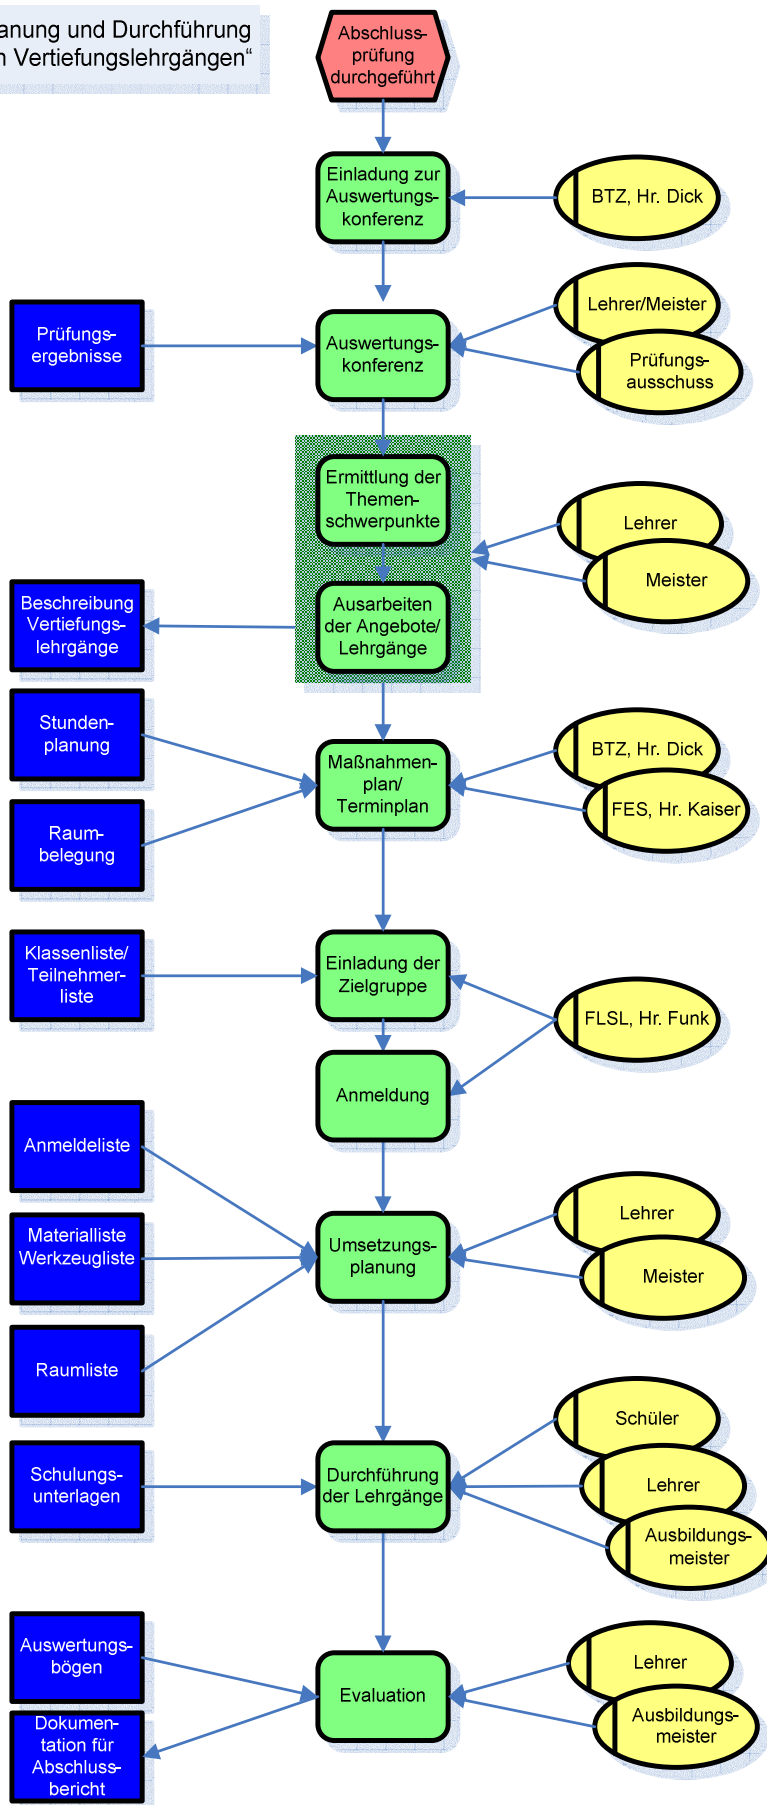 anung und Durchführung
n Vertiefungslehrgängen“
Abschluss-
prüfung
durchgeführt
Einladung zur
Auswertungs-
konferenz
BTZ, Hr. Dick
Prüfungs-
ergebnisse
Auswertungs-
konferenz
Lehrer/Meister
Prüfungs-
ausschuss
Ermittlung der
Themen-
schwerpunkte
Lehrer
Meister
Beschreibung
Vertiefungs-
lehrgänge
Ausarbeiten
der Angebote/
Lehrgänge
Stunden-
planung
Raum-
belegung
Maßnahmen-
plan/
Terminplan
BTZ, Hr. Dick
FES, Hr. Kaiser
Klassenliste/
Teilnehmer-
liste
Einladung der
Zielgruppe
FLSL, Hr. Funk
Anmeldung
Anmeldeliste
Materialliste
Werkzeugliste
Raumliste
Umsetzungs-
planung
Lehrer
Meister
Schulungs-
unterlagen
Durchführung
der Lehrgänge
Schüler
Lehrer
Ausbildungs-
meister
Auswertungs-
bögen
Dokumen-
tation für
Abschluss-
bericht
Evaluation
Lehrer
Ausbildungs-
meister